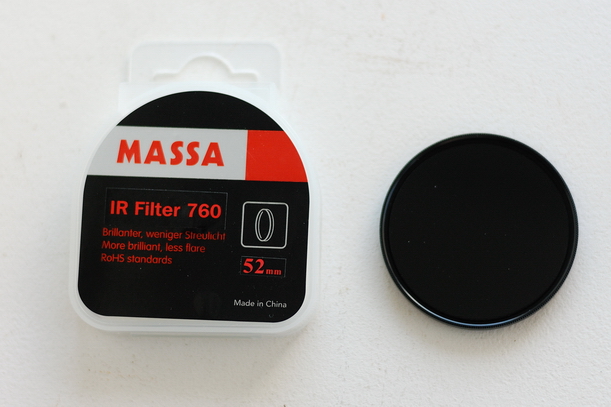 MASSA
IR Filter 760
Brillanter, weniger Streulicht
More brilliant, less flare
RoHS standards
52mm
Made in China